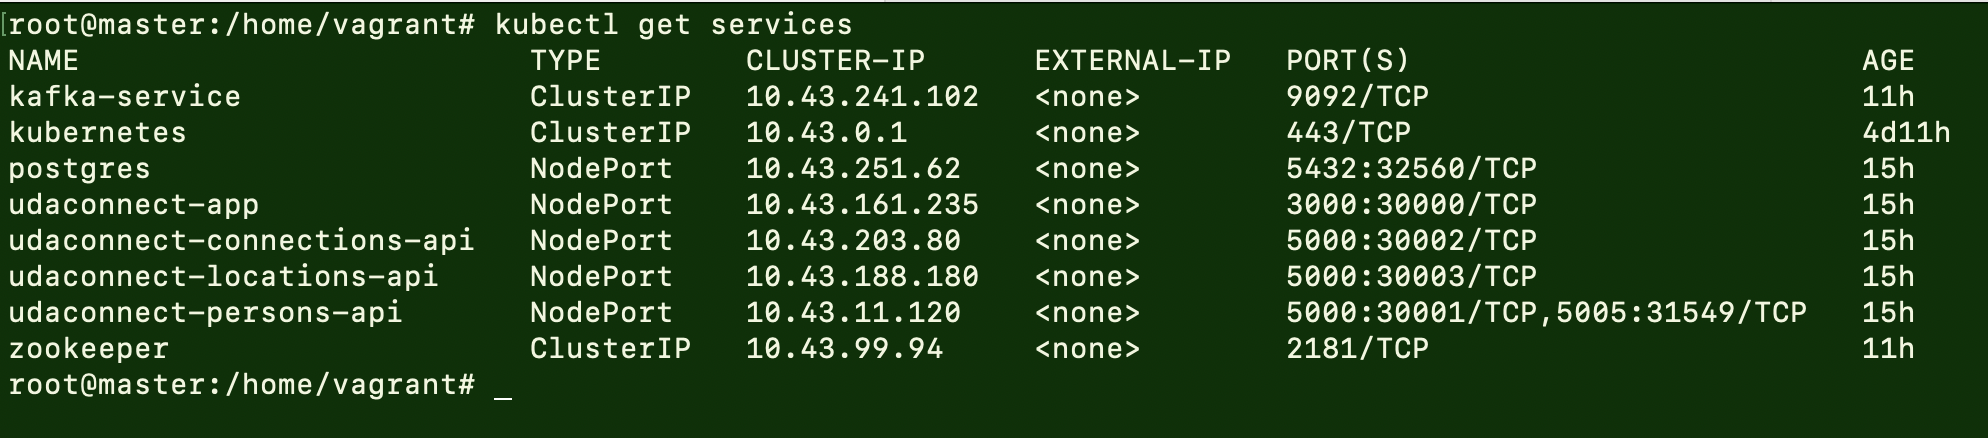 [root@master:/home/vagrant# kubectl get services
NAME TYPE CLUSTER-IP EXTERNAL-IP PORT(S) AGE
kafka-service ClusterIP 10.43.241.102 <none> 9092/TCP 11h
kubernetes ClusterIP 10.43.0.1 <none> 443/TCP 4d11h
postgres NodePort 10.43.251.62 <none> 5432:32560/TCP 15h
udaconnect-app NodePort 10.43.161.235 <none> 3000:30000/TCP 15h
udaconnect-connections-api NodePort 10.43.203.80 <none> 5000:30002/TCP 15h
udaconnect-locations-api NodePort 10.43.188.180 <none> 5000:30003/TCP 15h
udaconnect-persons-api NodePort 10.43.11.120 <none> 5000:30001/TCP,5005:31549/TCP 15h
zookeeper ClusterIP 10.43.99.94 <none> 2181/TCP 11h
root@master:/home/vagrant# _